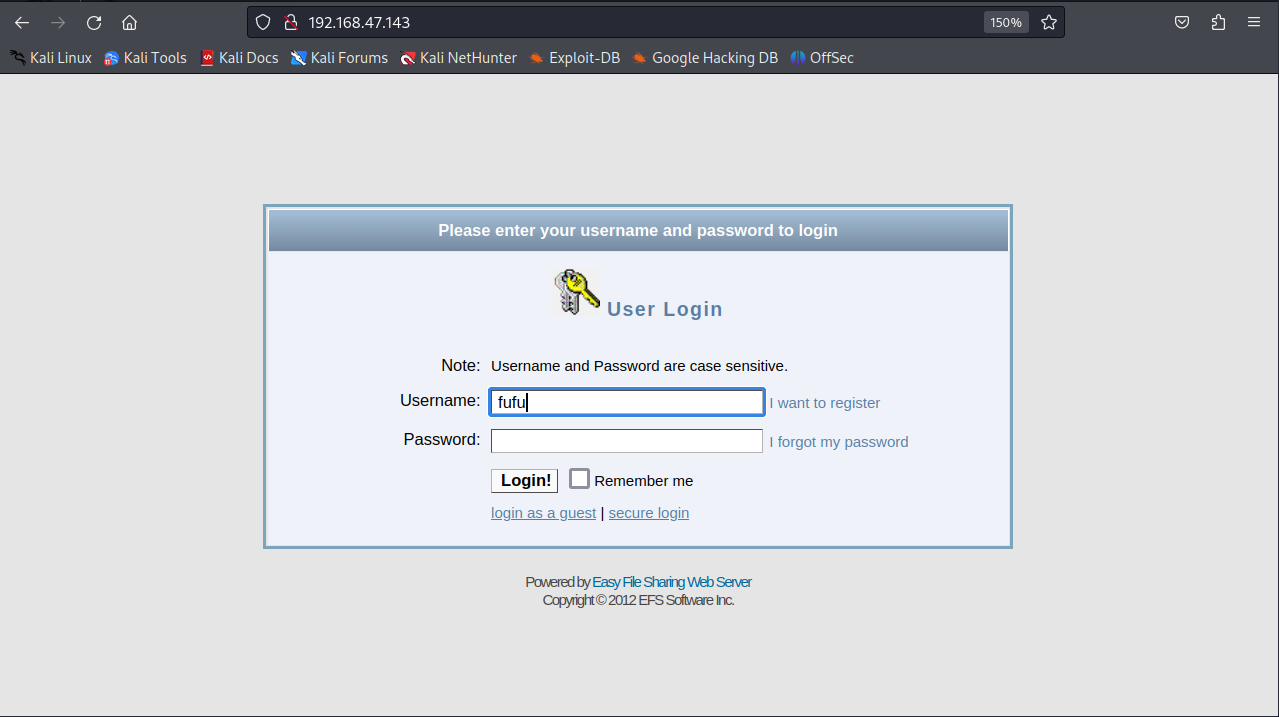 192.168.47.143 150%
Kali Linux Kali Tools Kali Docs Kali Forums Kali NetHunter Exploit-DB Google Hacking DB OffSec
Please enter your username and password to login
User Login
Note: Username and Password are case sensitive.
Username: fufu I want to register
Password: I forgot my password
Login! Remember me
login as a guest | secure login
Powered by Easy File Sharing Web Server
Copyright © 2012 EFS Software Inc.